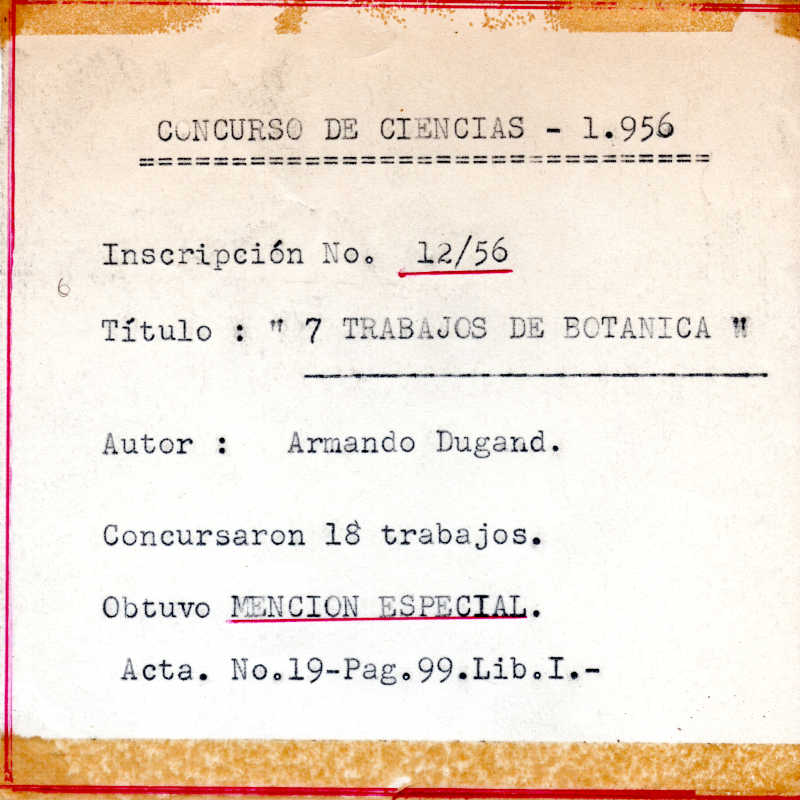 CONCURSO DE CIENCIAS - 1.956
================================
Inscripción No. 12/56
6
Título : " 7 TRABAJOS DE BOTANICA "
Autor : Armando Dugand.
Concursaron 18 trabajos.
Obtuvo MENCION ESPECIAL.
Acta. No.19-Pag.99.Lib.I.-